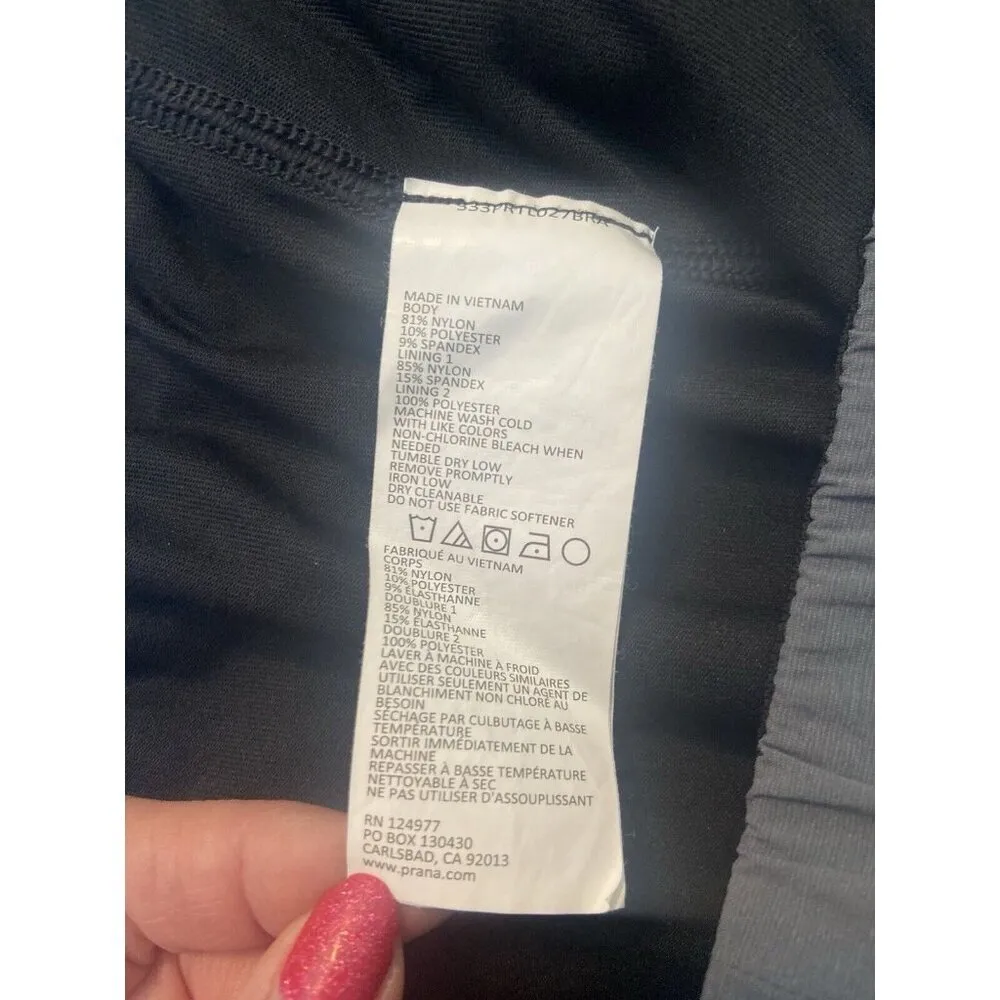 MADE IN VIETNAM
BODY
81% NYLON
10% POLYESTER
9% SPANDEX
LINING 1
85% NYLON
15% SPANDEX
LINING 2
100% POLYESTER
MACHINE WASH COLD
WITH LIKE COLORS
NON-CHLORINE BLEACH WHEN
NEEDED
TUMBLE DRY LOW
REMOVE PROMPTLY
IRON LOW
DRY CLEANABLE
DO NOT USE FABRIC SOFTENER
FABRIQUÉ AU VIETNAM
CORPS
81% NYLON
10% POLYESTER
9% ÉLASTHANNE
DOUBLURE 1
85% NYLON
15% ÉLASTHANNE
DOUBLURE 2
100% POLYESTER
LAVER À MACHINE À FROID
AVEC DES COULEURS SIMILAIRES
UTILISER SEULEMENT UN AGENT DE
BLANCHIMENT NON CHLORÉ AU
BESOIN
SÉCHAGE PAR CULBUTAGE À BASSE
TEMPÉRATURE
SORTIR IMMÉDIATEMENT DE LA
MACHINE
REPASSER À BASSE TEMPÉRATURE
NETTOYABLE À SEC
NE PAS UTILISER D'ASSOUPLISSANT
RN 124977
PO BOX 130430
CARLSBAD, CA 92013
www.prana.com